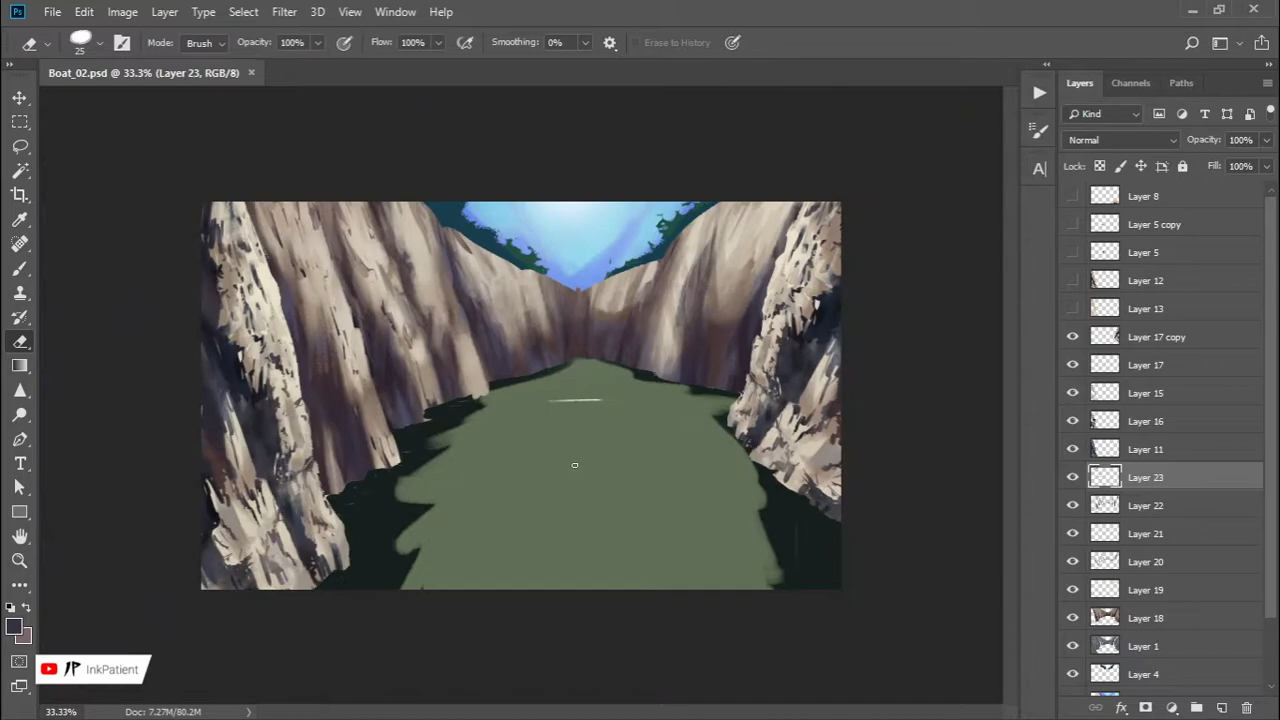 Ps File Edit Image Layer Type Select Filter 3D View Window Help
25 Mode: Brush Opacity: 100% Flow: 100% Smoothing: 0% Erase to History
Boat_02.psd @ 33.3% (Layer 23, RGB/8)
Layers Channels Paths
Kind
Normal Opacity: 100%
Lock: Fill: 100%
Layer 8
Layer 5 copy
Layer 5
Layer 12
Layer 13
Layer 17 copy
Layer 17
Layer 15
Layer 16
Layer 11
Layer 23
Layer 22
Layer 21
Layer 20
Layer 19
Layer 18
Layer 1
Layer 4
InkPatient
33.33% Doc: 7.27M/80.2M